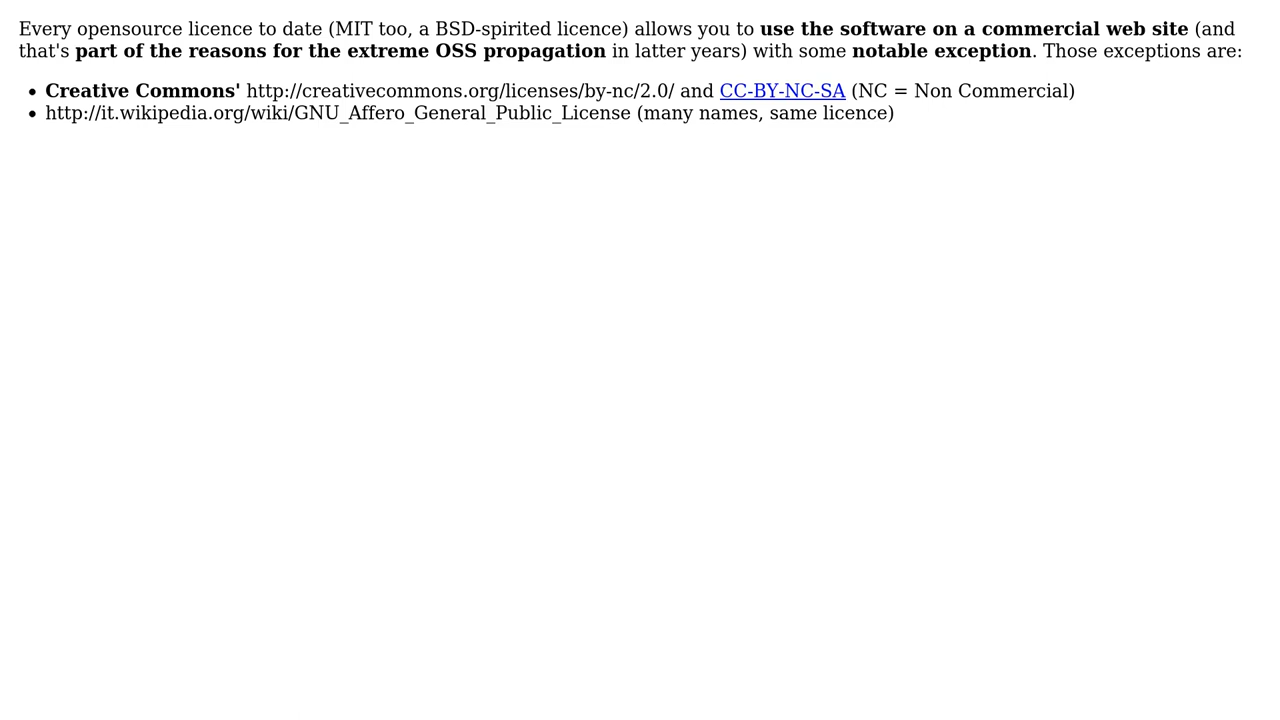 Every opensource licence to date (MIT too, a BSD-spirited licence) allows you to use the software on a commercial web site (and
that's part of the reasons for the extreme OSS propagation in latter years) with some notable exception. Those exceptions are:
• Creative Commons' http://creativecommons.org/licenses/by-nc/2.0/ and CC-BY-NC-SA (NC = Non Commercial)
• http://it.wikipedia.org/wiki/GNU_Affero_General_Public_License (many names, same licence)